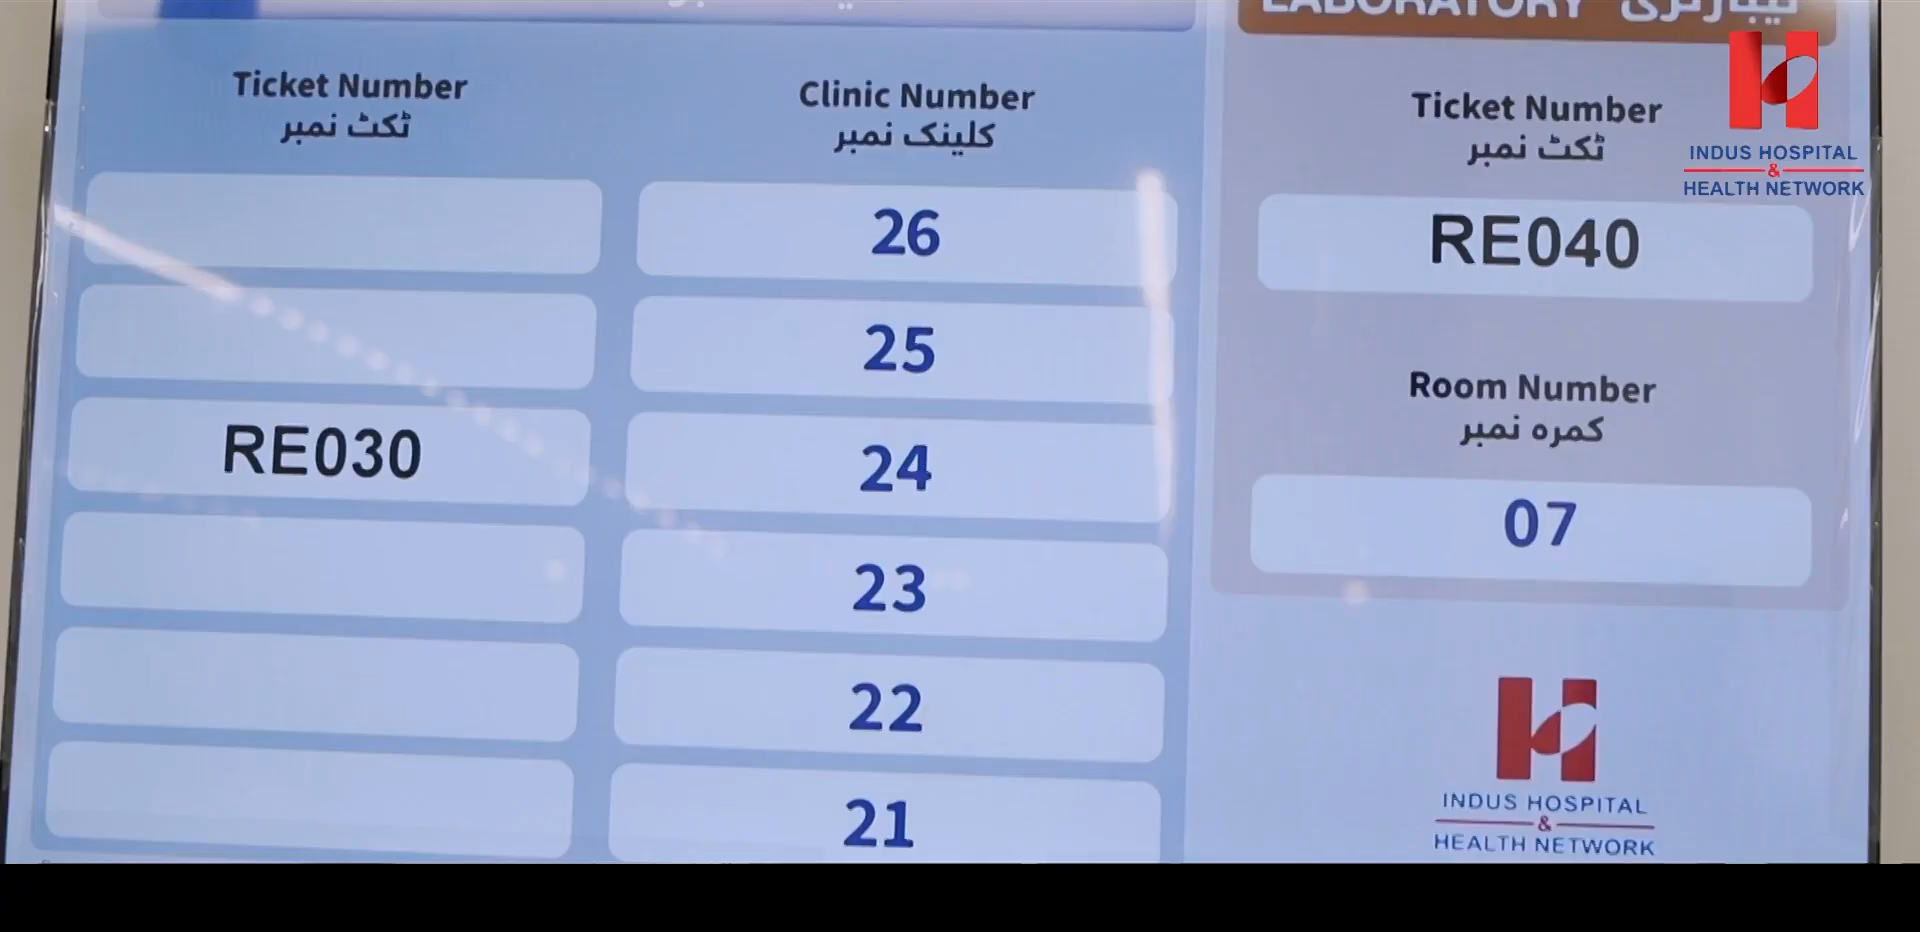 LABORATORY لیبارٹری
Ticket Number
ٹکٹ نمبر
Clinic Number
کلینک نمبر
26
25
RE030 24
23
22
21
Ticket Number
ٹکٹ نمبر
RE040
Room Number
کمرہ نمبر
07
INDUS HOSPITAL
&
HEALTH NETWORK
INDUS HOSPITAL
&
HEALTH NETWORK